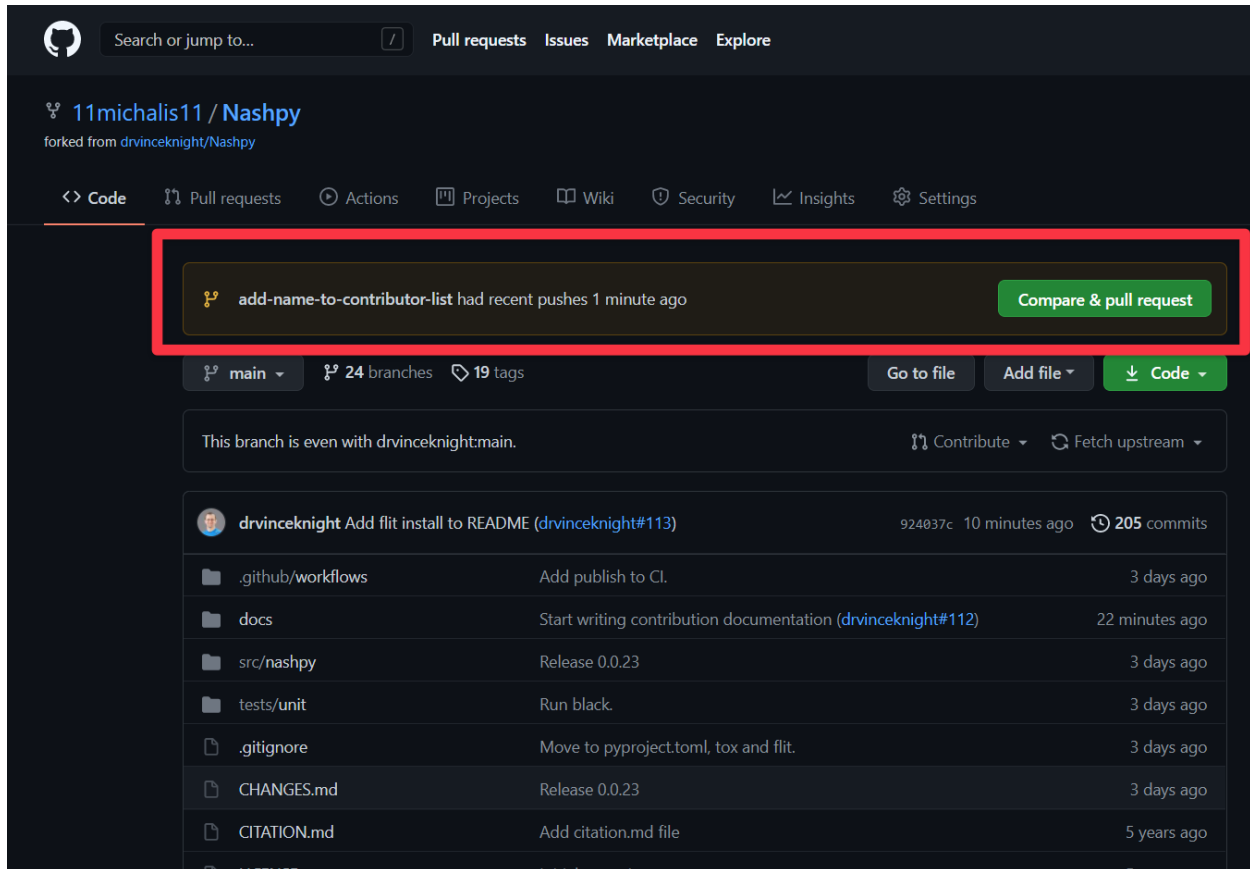 Search or jump to... / Pull requests Issues Marketplace Explore
11michalis11 / Nashpy
forked from drvinceknight/Nashpy
<> Code Pull requests Actions Projects Wiki Security Insights Settings
add-name-to-contributor-list had recent pushes 1 minute ago Compare & pull request
main 24 branches 19 tags Go to file Add file Code
This branch is even with drvinceknight:main. Contribute Fetch upstream
drvinceknight Add flit install to README (drvinceknight#113) 924037c 10 minutes ago 205 commits
.github/workflows Add publish to CI. 3 days ago
docs Start writing contribution documentation (drvinceknight#112) 22 minutes ago
src/nashpy Release 0.0.23 3 days ago
tests/unit Run black. 3 days ago
.gitignore Move to pyproject.toml, tox and flit. 3 days ago
CHANGES.md Release 0.0.23 3 days ago
CITATION.md Add citation.md file 5 years ago